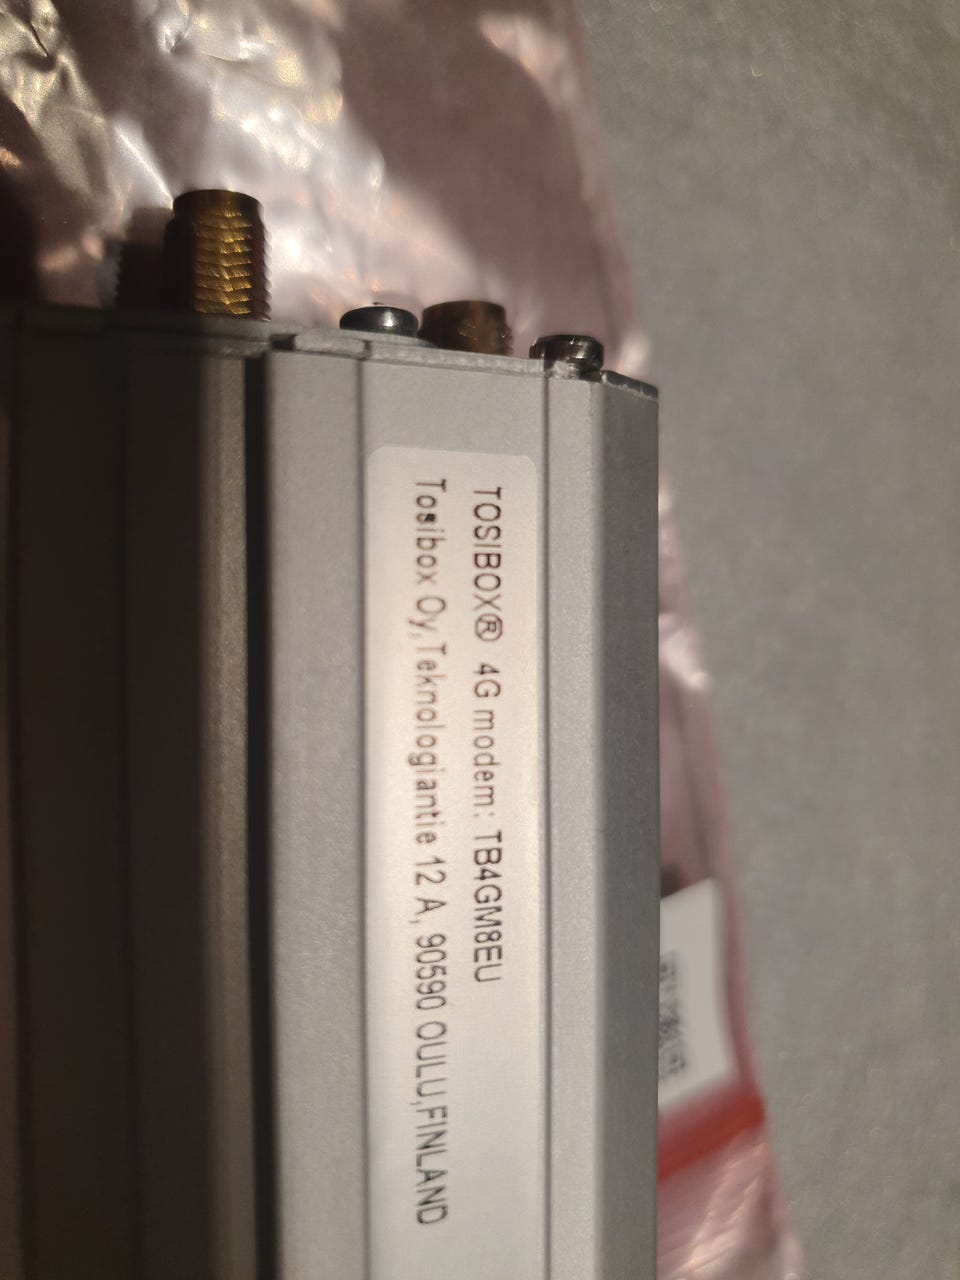 TOSIBOX® 4G modem: TB4GM8EU
Tosibox Oy,Teknologiantie 12 A, 90590 OULU,FINLAND